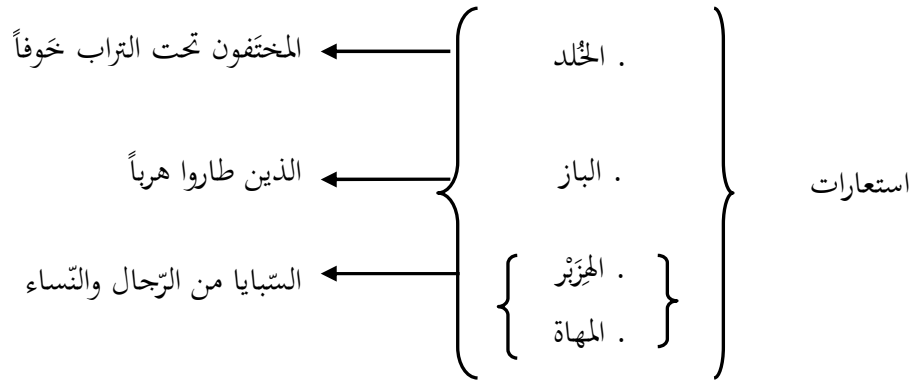 استعارات
. الخُلد
المختَفون تحت التراب خَوفاً
. الباز
الذين طاروا هرباً
. الهِزَبْر
. المهاة
السّبايا من الرّجال والنّساء